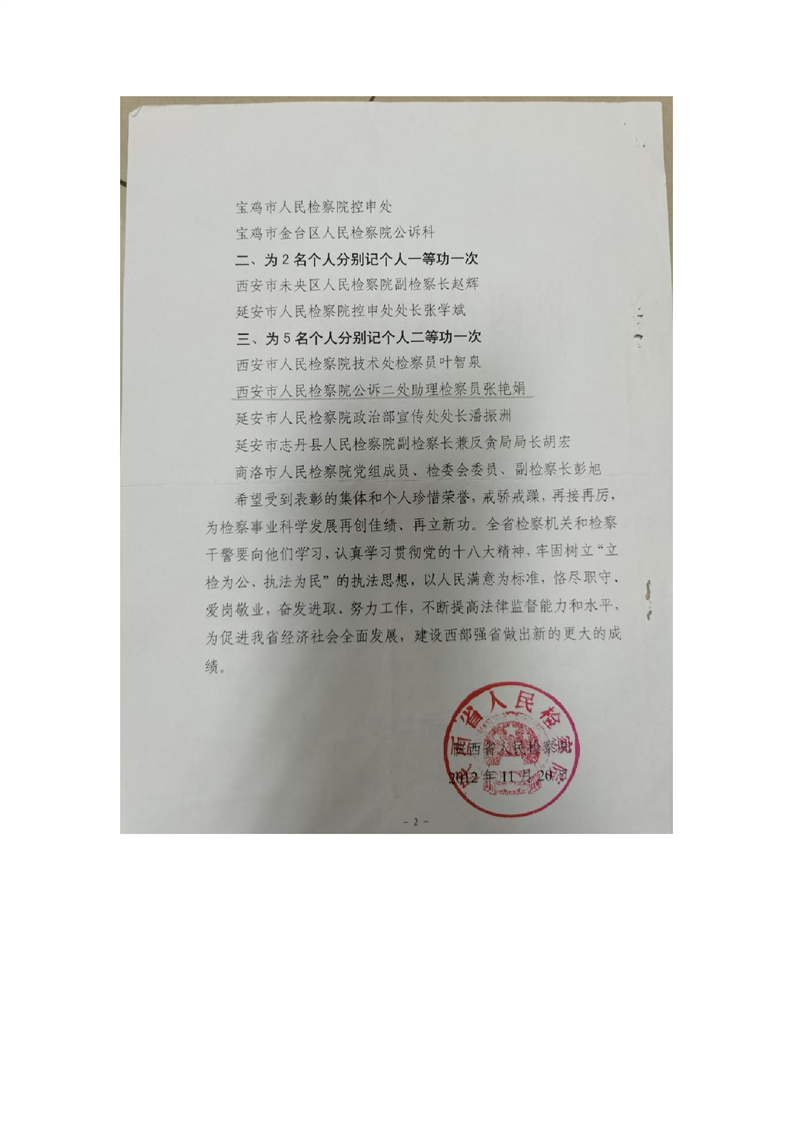 宝鸡市人民检察院控申处
宝鸡市金台区人民检察院公诉科
二、为2名个人分别记个人一等功一次
西安市未央区人民检察院副检察长赵辉
延安市人民检察院控申处处长张学斌
三、为5名个人分别记个人二等功一次
西安市人民检察院技术处检察员叶智泉
西安市人民检察院公诉二处助理检察员张艳娟
延安市人民检察院政治部宣传处处长潘振洲
延安市志丹县人民检察院副检察长兼反贪局局长胡宏
商洛市人民检察院党组成员、检委会委员、副检察长彭旭
希望受到表彰的集体和个人珍惜荣誉，戒骄戒躁，再接再厉，
为检察事业科学发展再创佳绩、再立新功。全省检察机关和检察
干警要向他们学习，认真学习贯彻党的十八大精神，牢固树立“立
检为公、执法为民”的执法思想，以人民满意为标准，恪尽职守、
爱岗敬业，奋发进取、努力工作，不断提高法律监督能力和水平，
为促进我省经济社会全面发展，建设西部强省做出新的更大的成
绩。
陕西省人民检察院
陕西省人民检察院
2012年11月20日
- 2 -